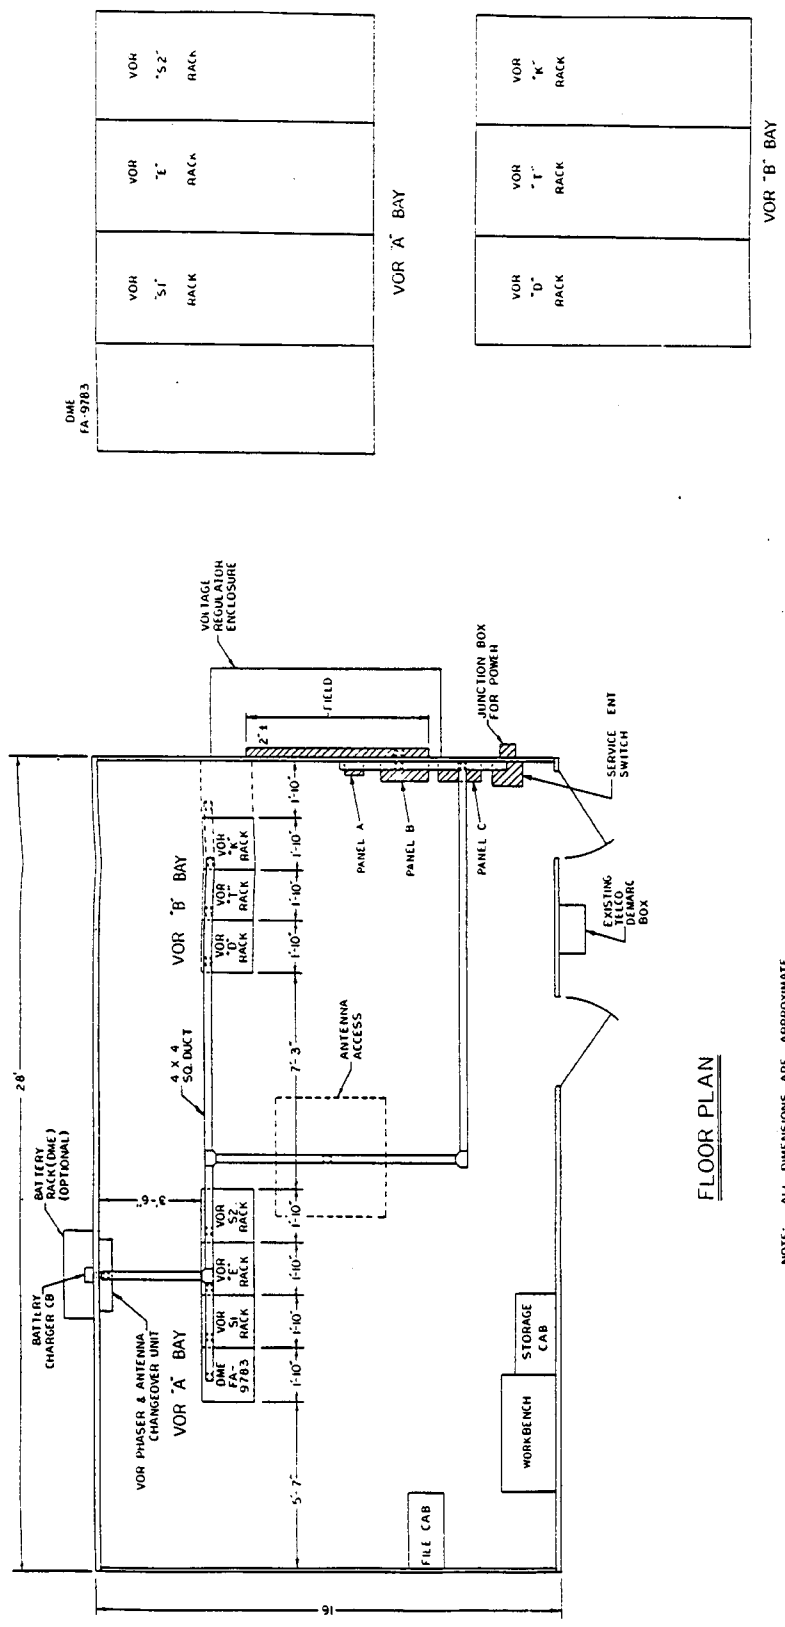 28'
16
BATTERY
RACK(DME)
(OPTIONAL)
BATTERY
CHARGER CB
VOR PHASER & ANTENNA
CHANGEOVER UNIT
VOR "A" BAY
3'-6"
4 X 4
SQ. DUCT
VOR "B" BAY
VOLTAGE
REGULATOR
ENCLOSURE
DME
FA-
9783
VOR
S1
RACK
VOR
"E"
RACK
VOR
S2
RACK
VOR
"D"
RACK
VOR
"T"
RACK
VOR
"K"
RACK
5'-7"
1'-10"
1'-10"
1'-10"
1'-10"
7'-3"
1'-10"
1'-10"
1'-10"
1'-10"
FIELD
ANTENNA
ACCESS
PANEL A
PANEL B
PANEL C
JUNCTION BOX
FOR POWER
SERVICE ENT
SWITCH
FILE CAB
WORKBENCH
STORAGE
CAB
EXISTING
TELCO
DEMARC
BOX
FLOOR PLAN
NOTE: ALL DIMENSIONS ARE APPROXIMATE
DME
FA-9783
VOR
"S1"
RACK
VOR
"E"
RACK
VOR
"S2"
RACK
VOR "A" BAY
VOR
"D"
RACK
VOR
"T"
RACK
VOR
"K"
RACK
VOR "B" BAY